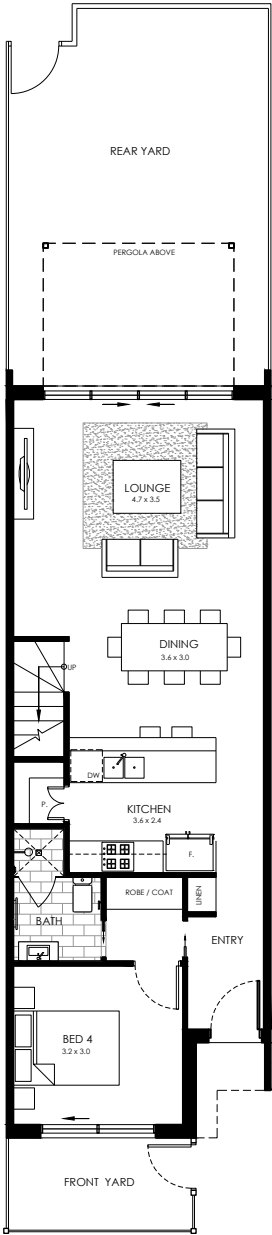 REAR YARD
PERGOLA ABOVE
LOUNGE
4.7 x 3.5
DINING
3.6 x 3.0
UP
DW
KITCHEN
3.6 x 2.4
P.
F.
ROBE / COAT
LINEN
BATH
ENTRY
BED 4
3.2 x 3.0
FRONT YARD